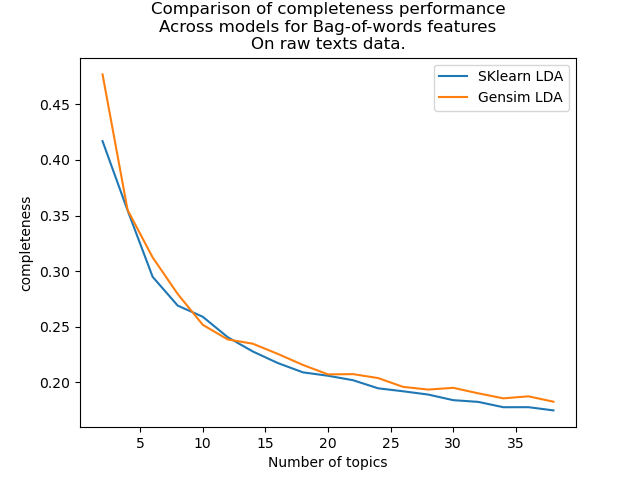 Comparison of completeness performance
Across models for Bag-of-words features
On raw texts data.
SKlearn LDA
Gensim LDA
completeness
0.45
0.40
0.35
0.30
0.25
0.20
5 10 15 20 25 30 35
Number of topics